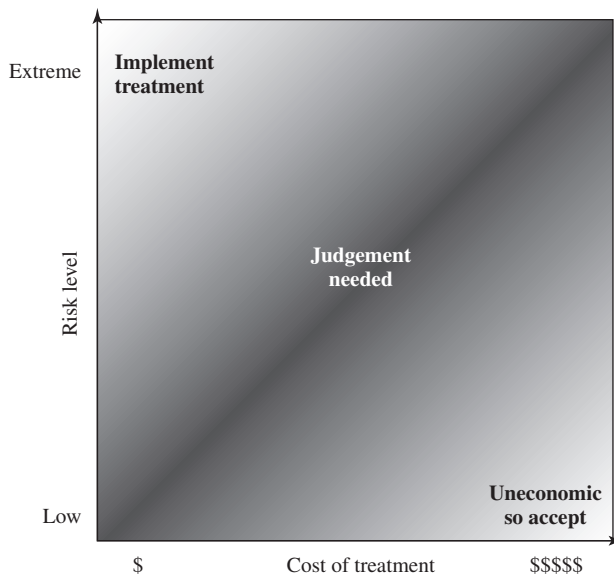 Extreme
Implement
treatment
Judgement
needed
Risk level
Uneconomic
so accept
Low
$
Cost of treatment
$$$$$